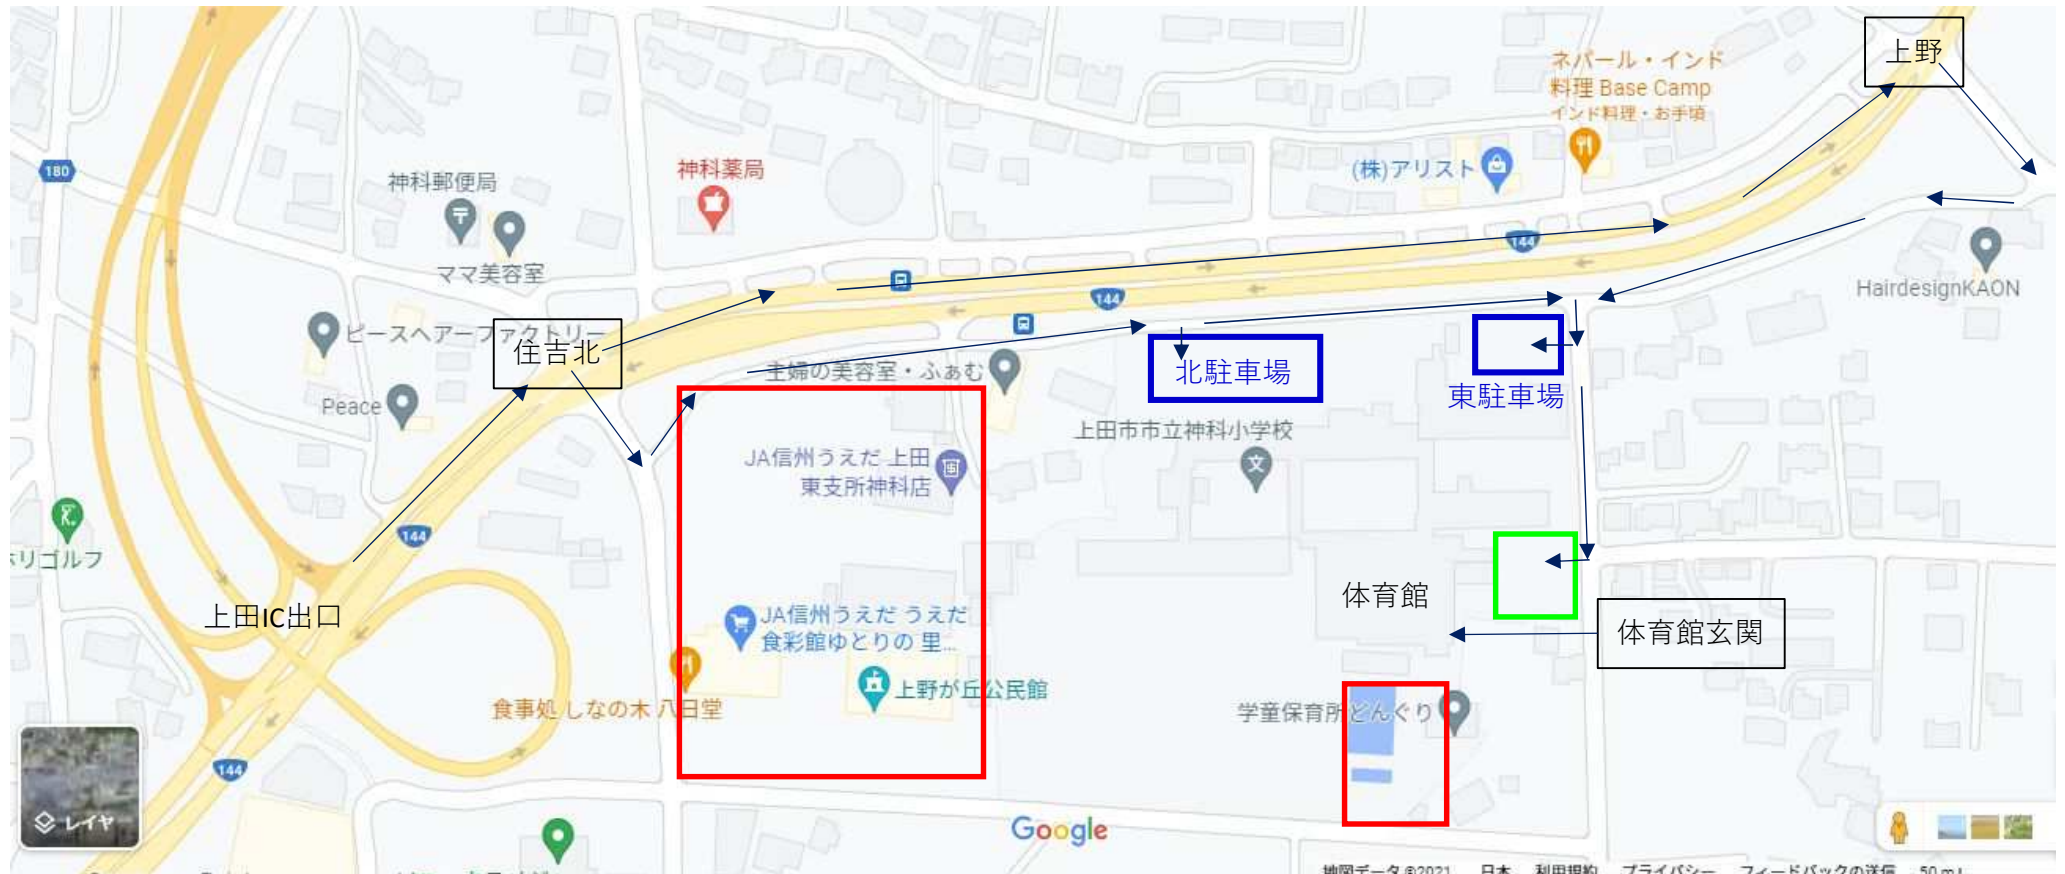 上野
ネパール・インド
料理 Base Camp
インド料理・お手頃
180
神科郵便局
神科薬局
(株)アリスト
ママ美容室
144
HairdesignKAON
144
ピースヘアーファクトリー
住吉北
主婦の美容室・ふぁむ
北駐車場
東駐車場
Peace
上田市市立神科小学校
文
JA信州うえだ 上田
東支所神科店
144
上田IC出口
体育館
JA信州うえだ うえだ
食彩館ゆとりの 里...
体育館玄関
上野が丘公民館
食事処 しなの木 八日堂
学童保育所どんぐり
144
レイヤ
Google
地図データ ©2021 日本 利用規約 プライバシー フィードバックの送信 50 m